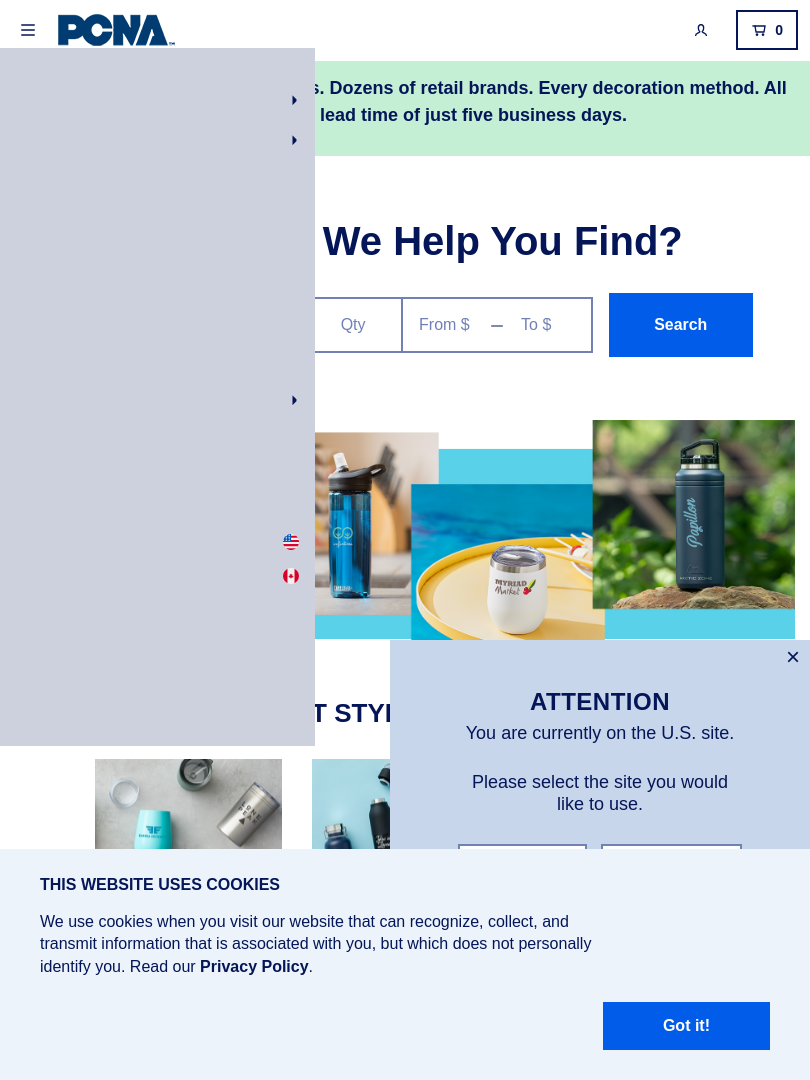 PCNA
0
s. Dozens of retail brands. Every decoration method. All
lead time of just five business days.
We Help You Find?
Qty
From $
To $
Search
Papillon
MYRIAD
Market
ATTENTION
You are currently on the U.S. site.
Please select the site you would
like to use.
LONE
PEAK
THIS WEBSITE USES COOKIES
We use cookies when you visit our website that can recognize, collect, and
transmit information that is associated with you, but which does not personally
identify you. Read our Privacy Policy.
Got it!